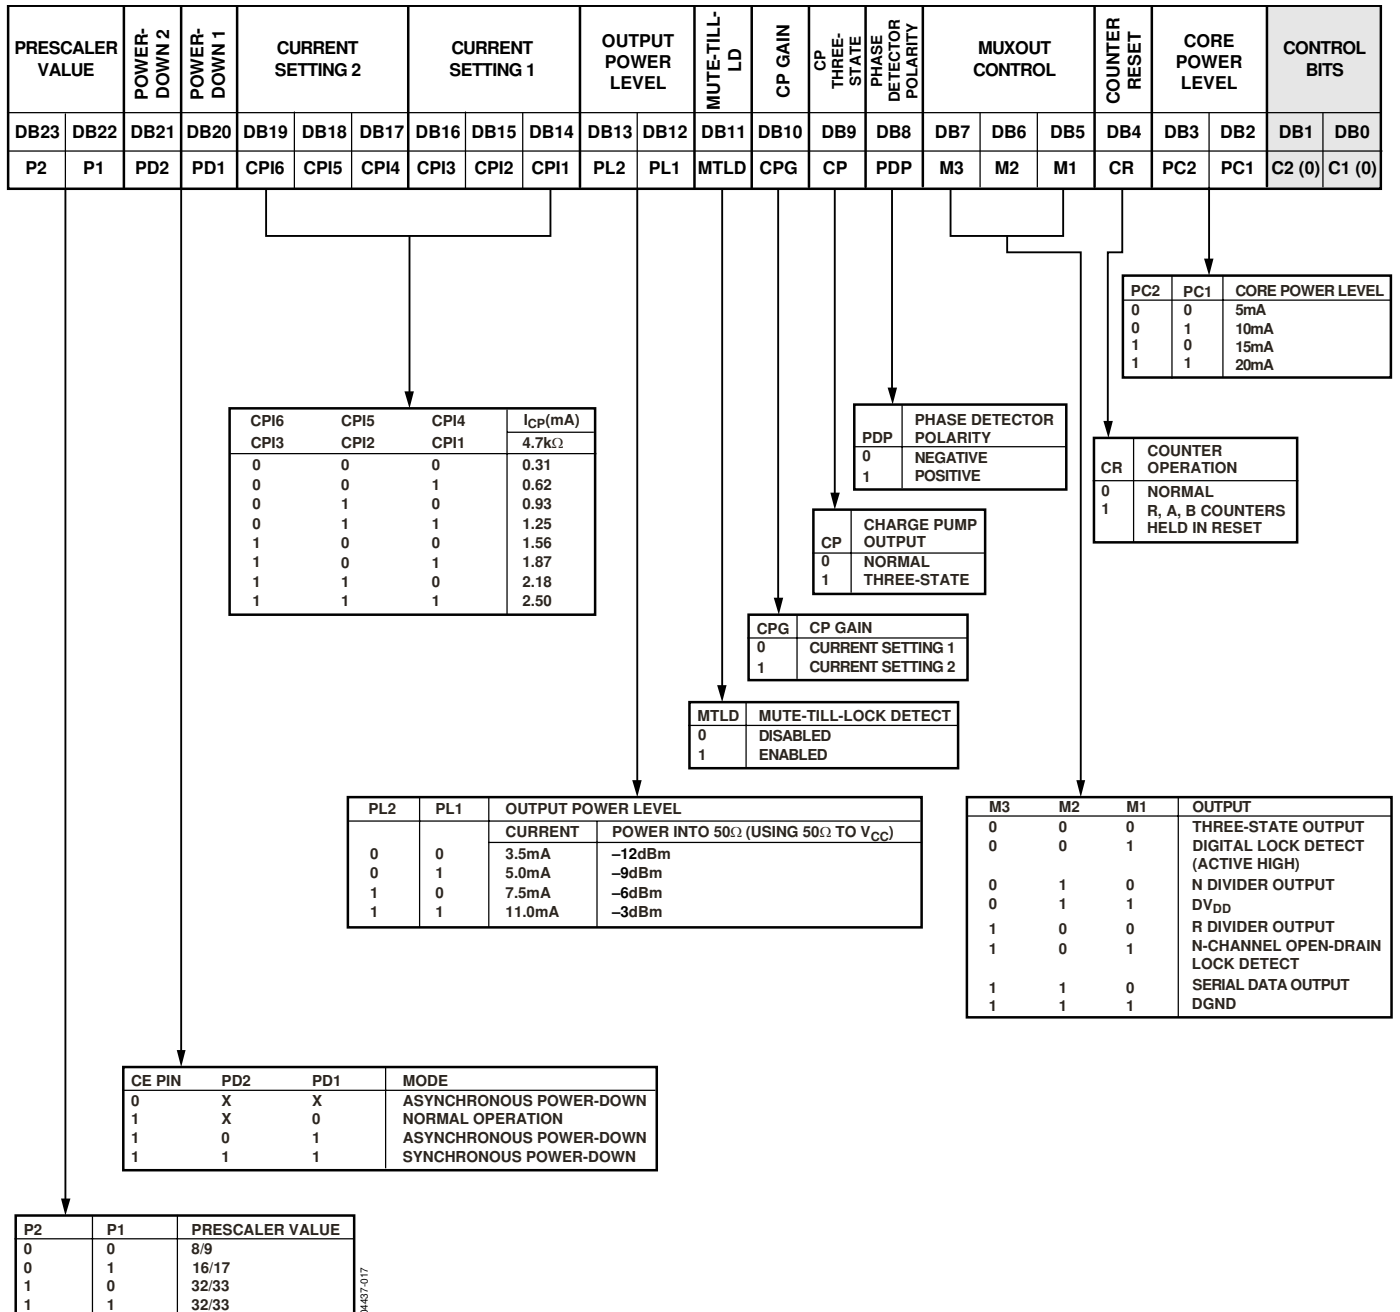 PRESCALER VALUE
POWER-DOWN 2
POWER-DOWN 1
CURRENT SETTING 2
CURRENT SETTING 1
OUTPUT POWER LEVEL
MUTE-TILL-LD
CP GAIN
CP THREE-STATE
PHASE DETECTOR POLARITY
MUXOUT CONTROL
COUNTER RESET
CORE POWER LEVEL
CONTROL BITS
DB23 DB22 DB21 DB20 DB19 DB18 DB17 DB16 DB15 DB14 DB13 DB12 DB11 DB10 DB9 DB8 DB7 DB6 DB5 DB4 DB3 DB2 DB1 DB0
P2 P1 PD2 PD1 CPI6 CPI5 CPI4 CPI3 CPI2 CPI1 PL2 PL1 MTLD CPG CP PDP M3 M2 M1 CR PC2 PC1 C2 (0) C1 (0)
PC2 PC1 CORE POWER LEVEL
0 0 5mA
0 1 10mA
1 0 15mA
1 1 20mA
CPI6 CPI5 CPI4 ICP(mA)
CPI3 CPI2 CPI1 4.7kΩ
0 0 0 0.31
0 0 1 0.62
0 1 0 0.93
0 1 1 1.25
1 0 0 1.56
1 0 1 1.87
1 1 0 2.18
1 1 1 2.50
PDP PHASE DETECTOR POLARITY
0 NEGATIVE
1 POSITIVE
CR COUNTER OPERATION
0 NORMAL
1 R, A, B COUNTERS
HELD IN RESET
CP CHARGE PUMP OUTPUT
0 NORMAL
1 THREE-STATE
CPG CP GAIN
0 CURRENT SETTING 1
1 CURRENT SETTING 2
MTLD MUTE-TILL-LOCK DETECT
0 DISABLED
1 ENABLED
PL2 PL1 OUTPUT POWER LEVEL
CURRENT POWER INTO 50Ω (USING 50Ω TO VCC)
0 0 3.5mA –12dBm
0 1 5.0mA –9dBm
1 0 7.5mA –6dBm
1 1 11.0mA –3dBm
M3 M2 M1 OUTPUT
0 0 0 THREE-STATE OUTPUT
0 0 1 DIGITAL LOCK DETECT
(ACTIVE HIGH)
0 1 0 N DIVIDER OUTPUT
0 1 1 DVDD
1 0 0 R DIVIDER OUTPUT
1 0 1 N-CHANNEL OPEN-DRAIN
LOCK DETECT
1 1 0 SERIAL DATA OUTPUT
1 1 1 DGND
CE PIN PD2 PD1 MODE
0 X X ASYNCHRONOUS POWER-DOWN
1 X 0 NORMAL OPERATION
1 0 1 ASYNCHRONOUS POWER-DOWN
1 1 1 SYNCHRONOUS POWER-DOWN
P2 P1 PRESCALER VALUE
0 0 8/9
0 1 16/17
1 0 32/33
1 1 32/33
04437-017